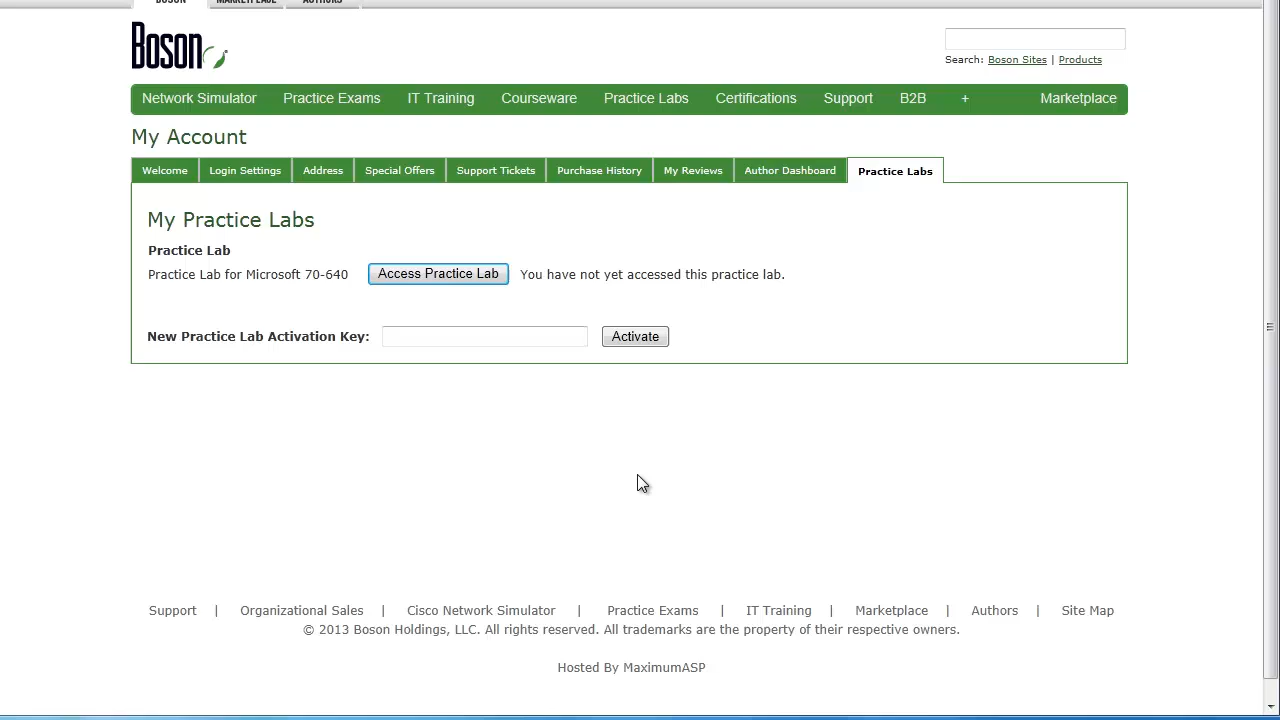 BOSON MARKETPLACE AUTHORS
Boson
Search: Boson Sites | Products
Network Simulator Practice Exams IT Training Courseware Practice Labs Certifications Support B2B + Marketplace
My Account
Welcome Login Settings Address Special Offers Support Tickets Purchase History My Reviews Author Dashboard Practice Labs
My Practice Labs
Practice Lab
Practice Lab for Microsoft 70-640 Access Practice Lab You have not yet accessed this practice lab.
New Practice Lab Activation Key: Activate
Support | Organizational Sales | Cisco Network Simulator | Practice Exams | IT Training | Marketplace | Authors | Site Map
© 2013 Boson Holdings, LLC. All rights reserved. All trademarks are the property of their respective owners.
Hosted By MaximumASP